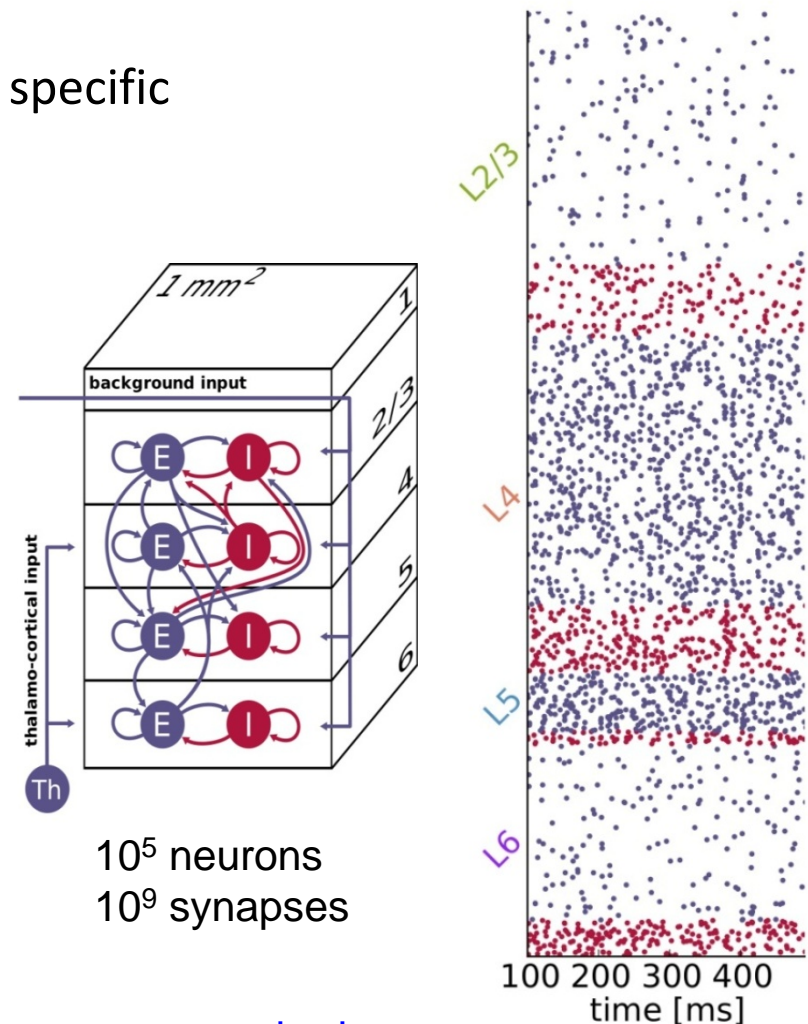 specific
1 mm²
1
2/3
4
5
6
background input
E I
E I
E I
E I
thalamo-cortical input
Th
10⁵ neurons
10⁹ synapses
L2/3
L4
L5
L6
100 200 300 400
time [ms]